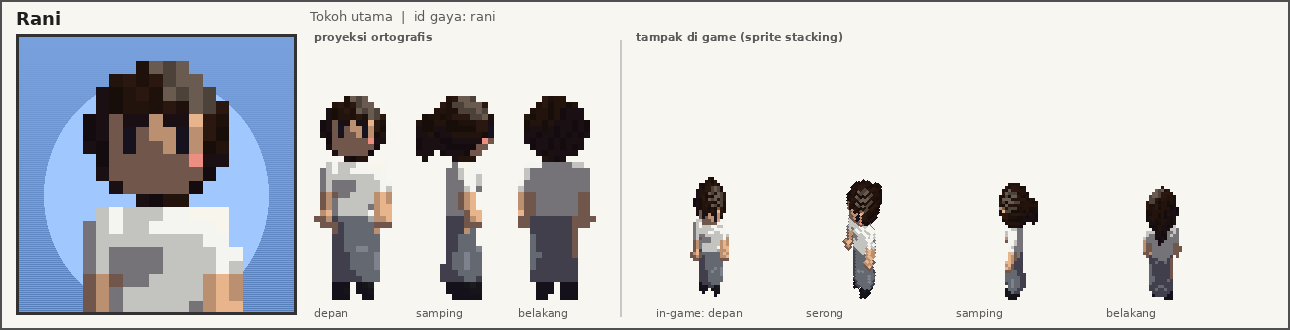 Rani
Tokoh utama | id gaya: rani
proyeksi ortografis
tampak di game (sprite stacking)
depan
samping
belakang
in-game: depan
serong
samping
belakang